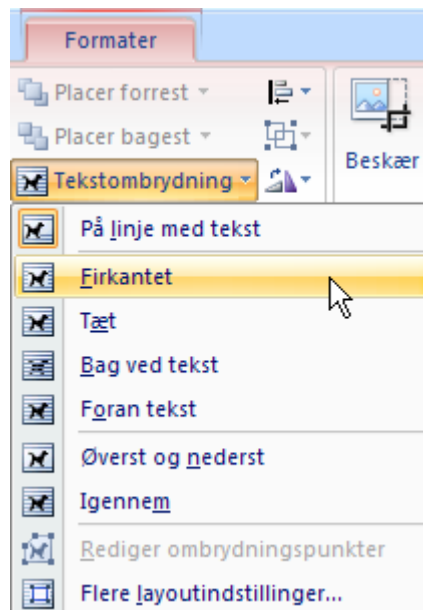 Formater
Placer forrest
Placer bagest
Tekstombrydning
Beskær
På linje med tekst
Firkantet
Tæt
Bag ved tekst
Foran tekst
Øverst og nederst
Igennem
Rediger ombrydningspunkter
Flere layoutindstillinger...